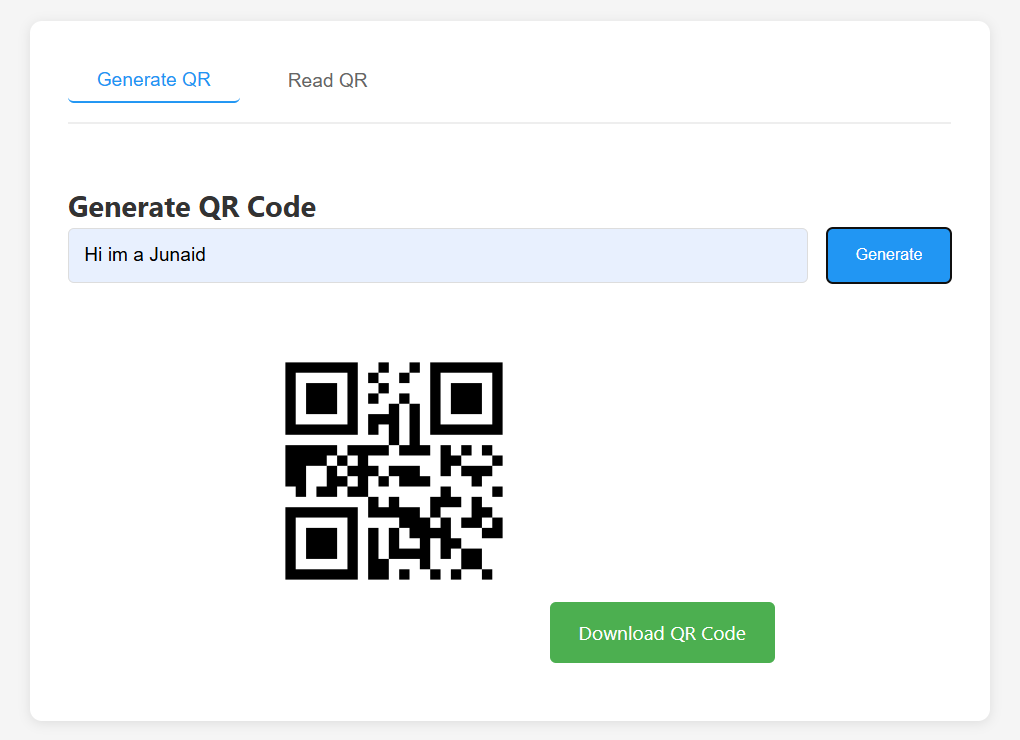 Generate QR
Read QR
Generate QR Code
Hi im a Junaid
Generate
Download QR Code